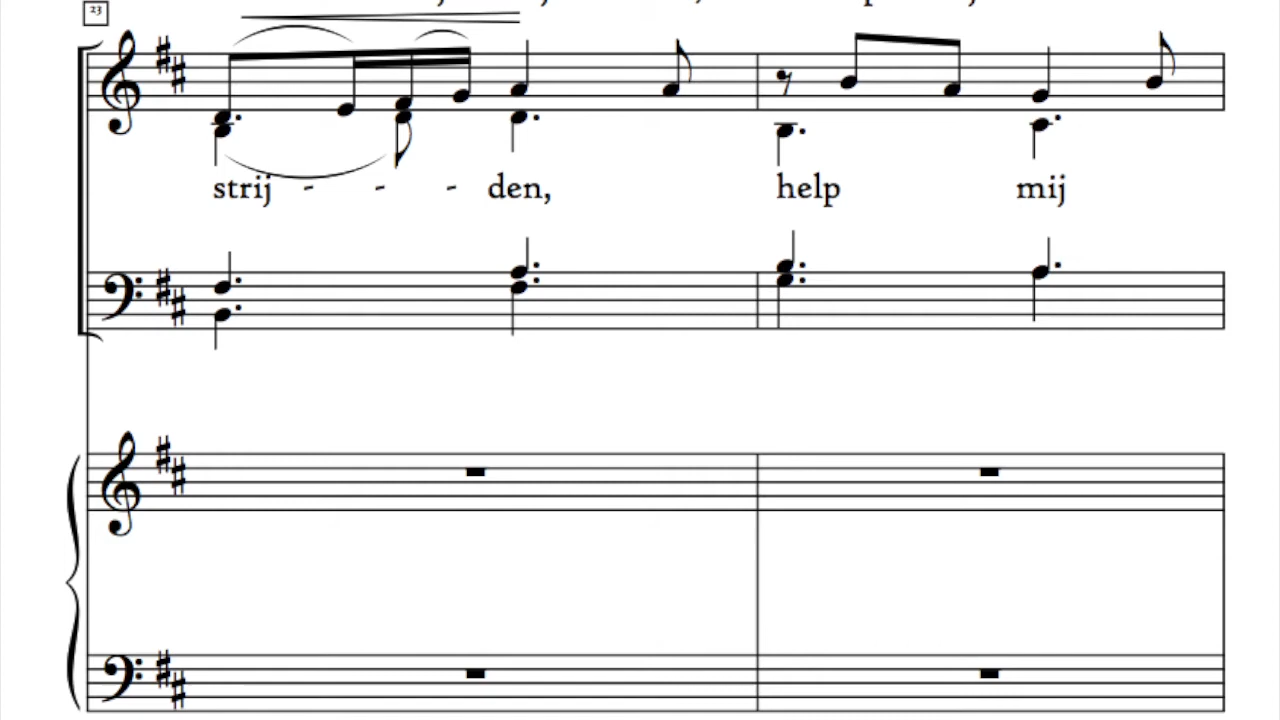 23
strij - - - den, help mij